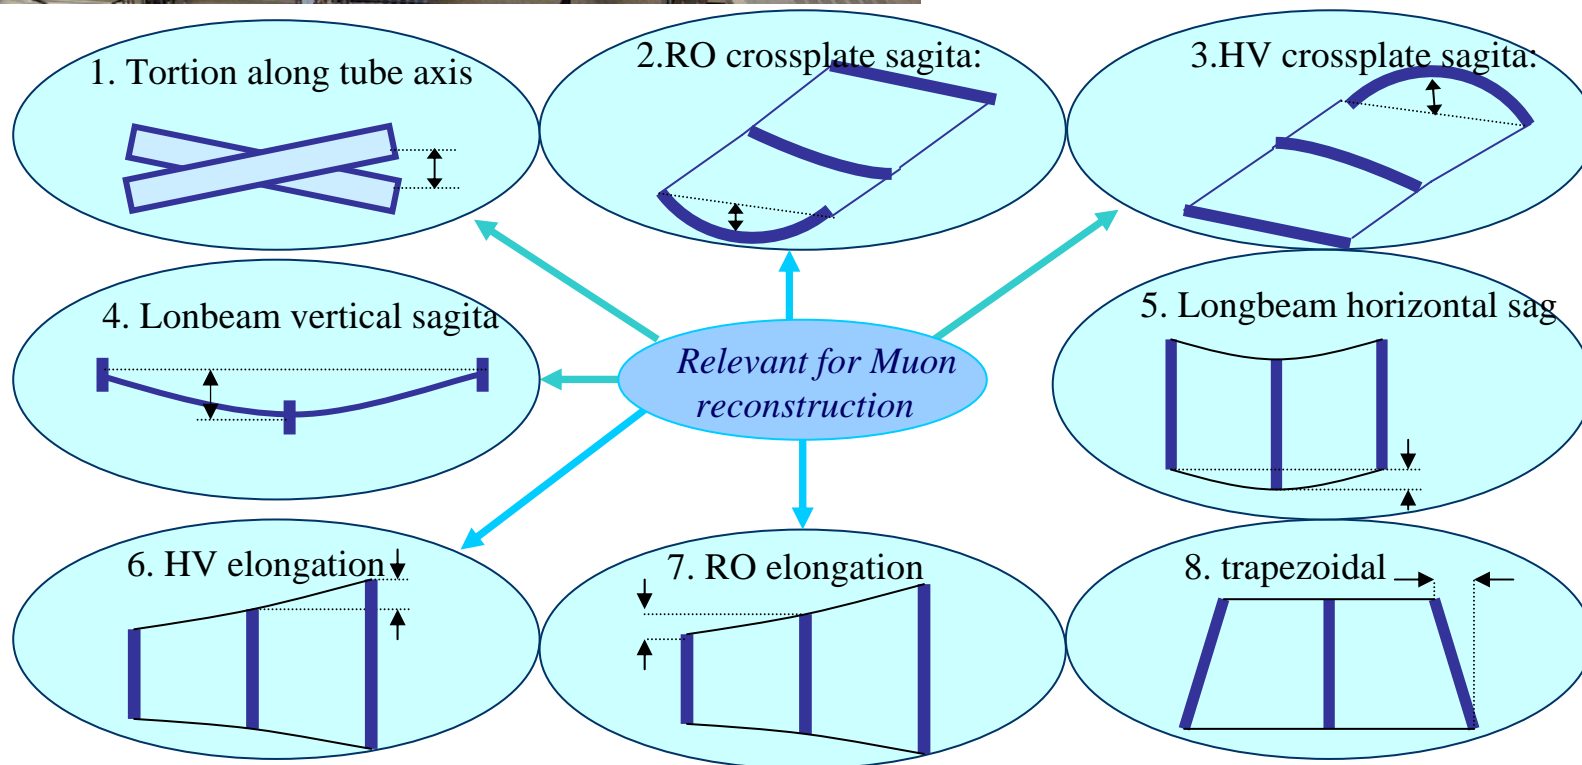 1. Tortion along tube axis
2.RO crossplate sagita:
3.HV crossplate sagita:
4. Lonbeam vertical sagita
5. Longbeam horizontal sag
Relevant for Muon
reconstruction
6. HV elongation
7. RO elongation
8. trapezoidal